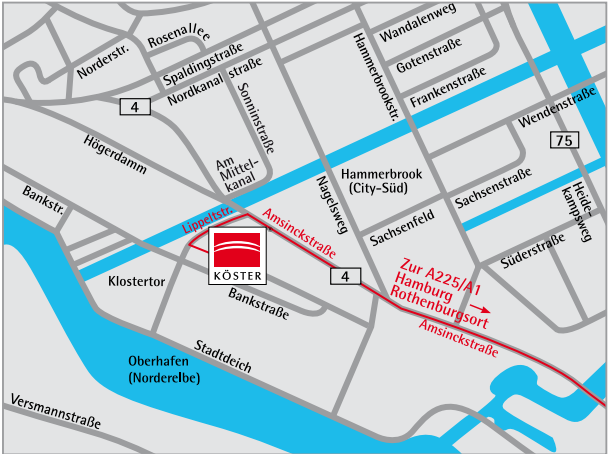 Wandalenweg
Rosenallee
Norderstr.
Spaldingstraße
Hammerbrookstr.
Gotenstraße
Nordkanalstraße
Frankenstraße
4
Sonninstraße
Wendenstraße
Högerdamm
75
Am
Mittel-
kanal
Hammerbrook
(City–Süd)
Nagelsweg
Sachsenstraße
Heide-
kampsweg
Bankstr.
Lippeltstr.
Amsinckstraße
Sachsenfeld
Süderstraße
KÖSTER
Klostertor
4
Zur A225/A1
Hamburg
Rothenburgsort
Bankstraße
Amsinckstraße
Stadtdeich
Oberhafen
(Norderelbe)
Versmannstraße